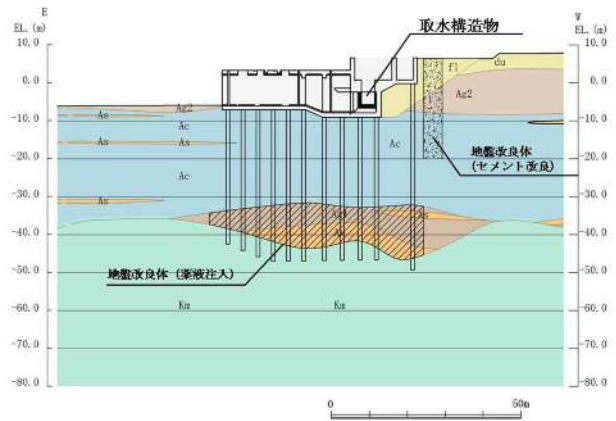 E
EL. (m)
W
EL. (m)
取水構造物
10.0
10.0
fl
du
0.0
0.0
Ag2
Ag2
As
-10.0
-10.0
Ac
Ac
地盤改良体
(セメント改良)
As
As
-20.0
-20.0
Ac
-30.0
-30.0
As
Ag1
As
-40.0
-40.0
As
地盤改良体 (薬液注入)
-50.0
-50.0
Km
Km
-60.0
-60.0
-70.0
-70.0
-80.0
-80.0
0
50m